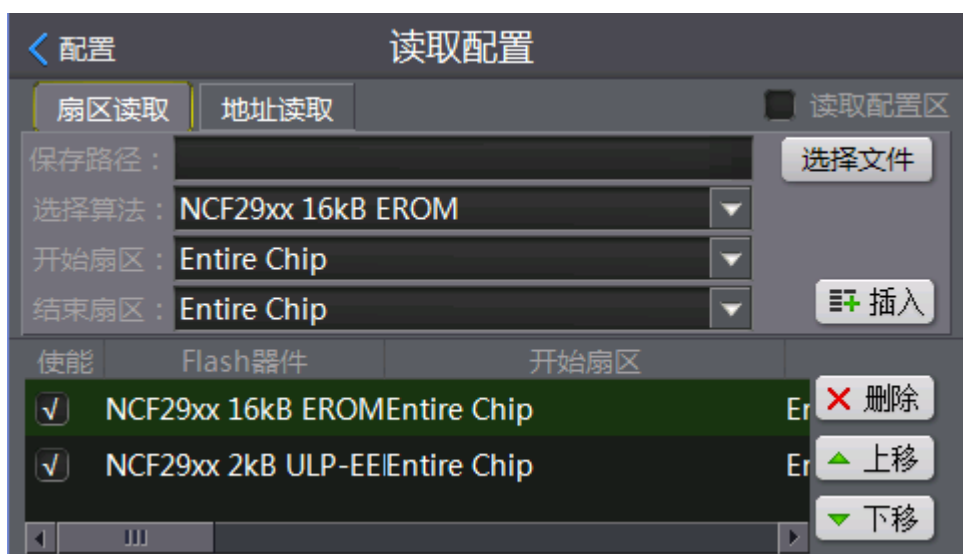 配置 读取配置
扇区读取 地址读取 读取配置区
保存路径： 选择文件
选择算法： NCF29xx 16kB EROM
开始扇区： Entire Chip
结束扇区： Entire Chip 插入
使能 Flash器件 开始扇区
NCF29xx 16kB EROM Entire Chip 删除
NCF29xx 2kB ULP-EE Entire Chip 上移
下移